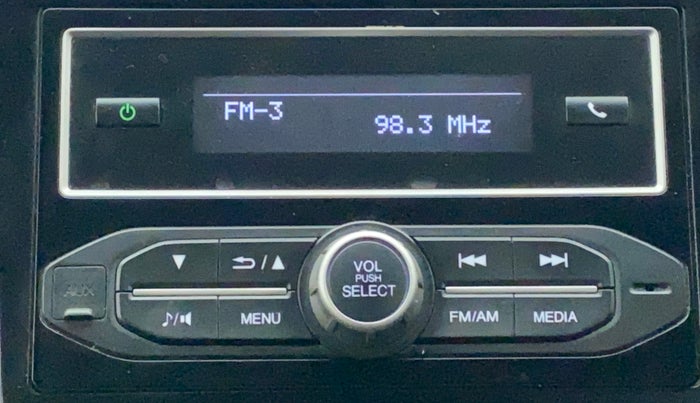 FM-3
98.3 MHz
VOL
PUSH
SELECT
AUX
MENU
FM/AM
MEDIA